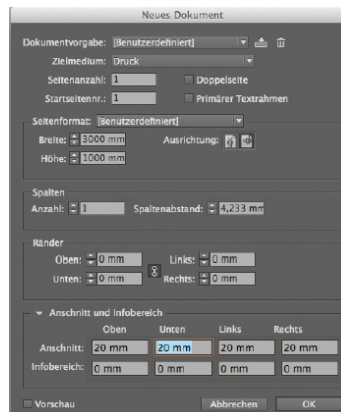 Neues Dokument
Dokumentvorgabe: [Benutzerdefiniert]
Zielmedium: Druck
Seitenanzahl: 1 Doppelseite
Startseitennr.: 1 Primärer Textrahmen
Seitenformat: [Benutzerdefiniert]
Breite: 3000 mm Ausrichtung:
Höhe: 1000 mm
Spalten
Anzahl: 1 Spaltenabstand: 4,233 mm
Ränder
Oben: 0 mm Links: 0 mm
Unten: 0 mm Rechts: 0 mm
Anschnitt und Infobereich
Oben Unten Links Rechts
Anschnitt: 20 mm 20 mm 20 mm 20 mm
Infobereich: 0 mm 0 mm 0 mm 0 mm
Vorschau Abbrechen OK